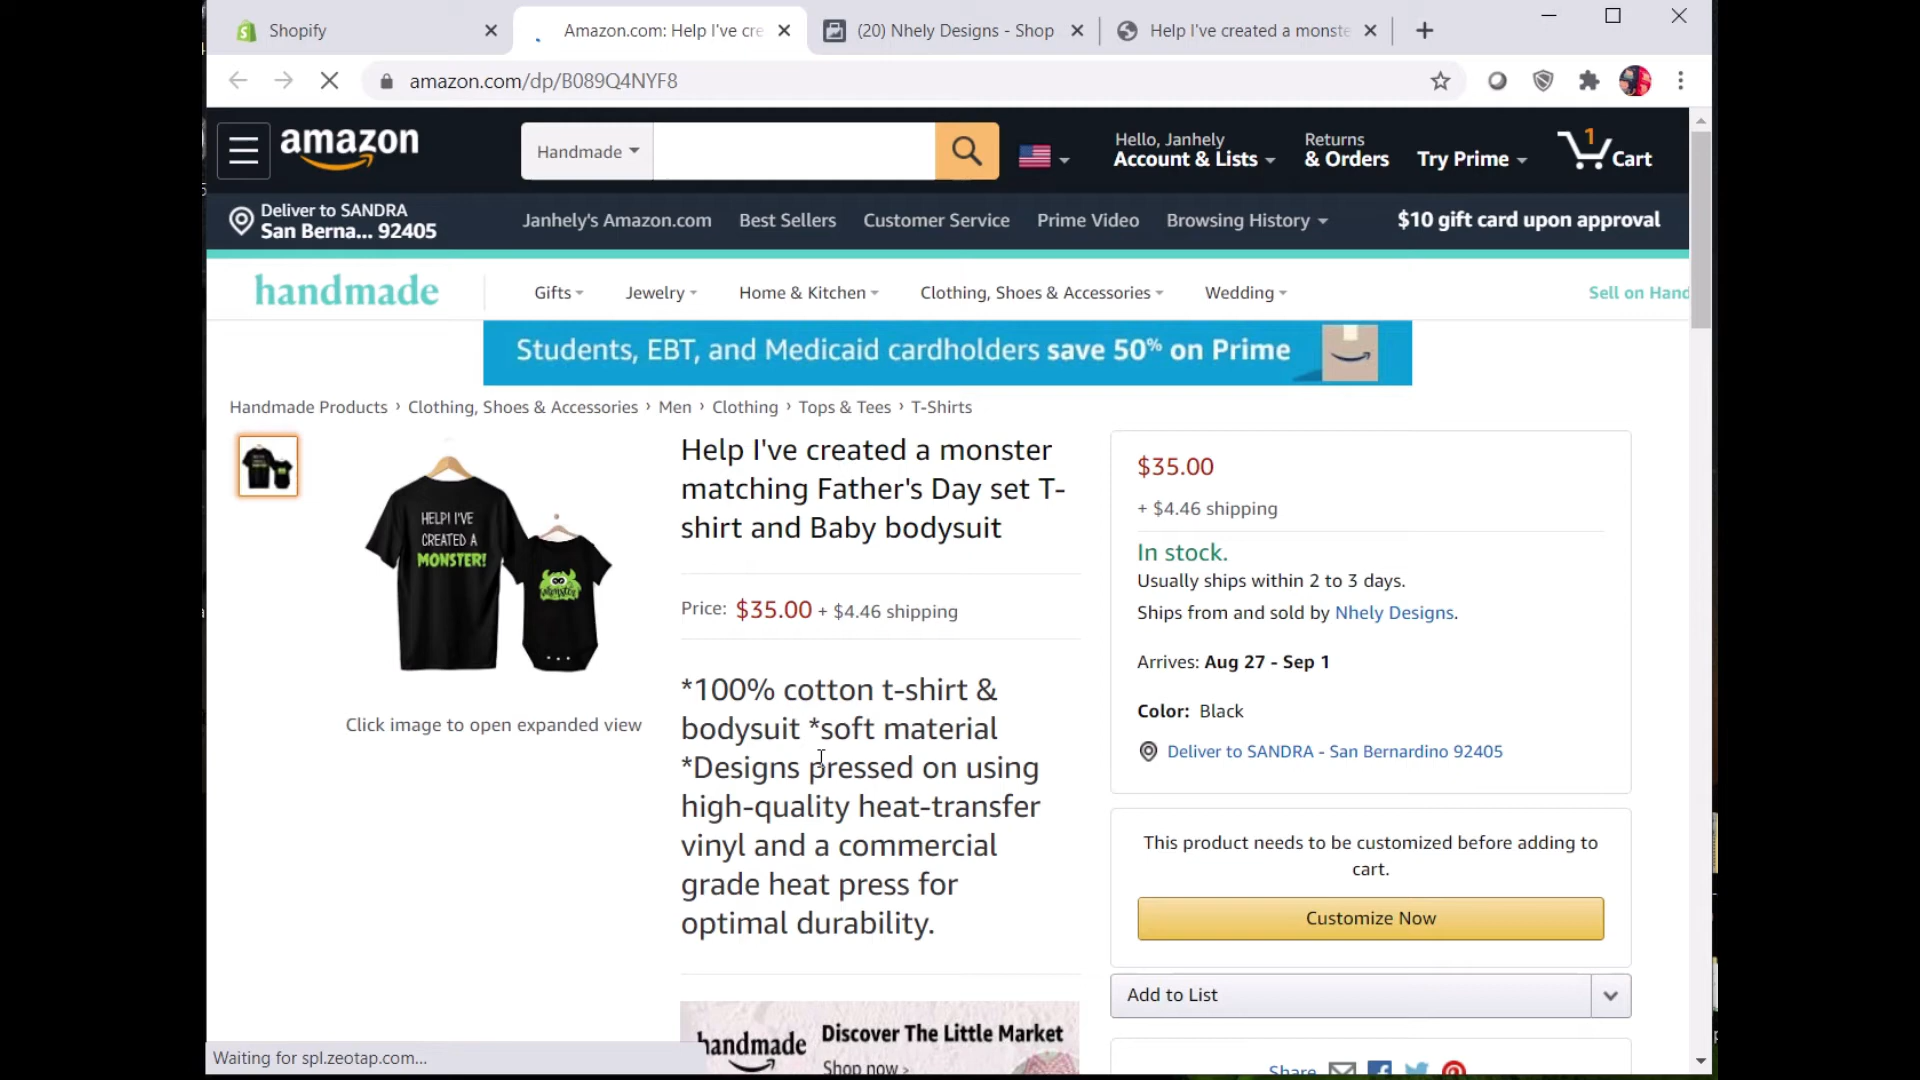 Shopify
Amazon.com: Help I've cre
(20) Nhely Designs - Shop
Help I've created a monste
amazon.com/dp/B089Q4NYF8
amazon
Handmade
Hello, Janhely
Account & Lists
Returns
& Orders
Try Prime
1
Cart
Deliver to SANDRA
San Berna... 92405
Janhely's Amazon.com
Best Sellers
Customer Service
Prime Video
Browsing History
$10 gift card upon approval
handmade
Gifts
Jewelry
Home & Kitchen
Clothing, Shoes & Accessories
Wedding
Sell on Hand
Students, EBT, and Medicaid cardholders save 50% on Prime
Handmade Products › Clothing, Shoes & Accessories › Men › Clothing › Tops & Tees › T-Shirts
HELP! I'VE
CREATED A
MONSTER!
MONSTER
Click image to open expanded view
Help I've created a monster
matching Father's Day set T-
shirt and Baby bodysuit
Price: $35.00 + $4.46 shipping
*100% cotton t-shirt &
bodysuit *soft material
*Designs pressed on using
high-quality heat-transfer
vinyl and a commercial
grade heat press for
optimal durability.
handmade
Discover The Little Market
Shop now ›
$35.00
+ $4.46 shipping
In stock.
Usually ships within 2 to 3 days.
Ships from and sold by Nhely Designs.
Arrives: Aug 27 - Sep 1
Color: Black
Deliver to SANDRA - San Bernardino 92405
This product needs to be customized before adding to
cart.
Customize Now
Add to List
Share
Waiting for spl.zeotap.com...